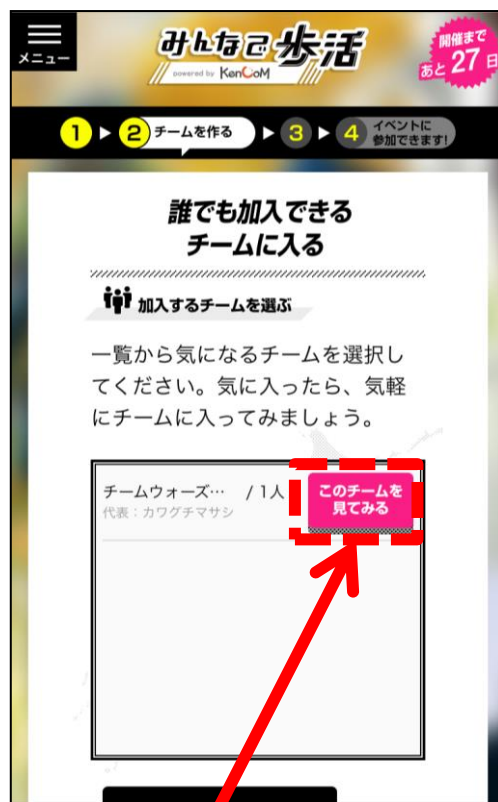 メニュー
みんなで歩活
powered by KenCoM
開催まで
あと27日
1 ▶ 2 チームを作る ▶ 3 ▶ 4 イベントに
参加できます!
誰でも加入できる
チームに入る
加入するチームを選ぶ
一覧から気になるチームを選択し
てください。気に入ったら、気軽
にチームに入ってみましょう。
チームウォーズ… / 1人
代表：カワグチマサシ
このチームを
見てみる